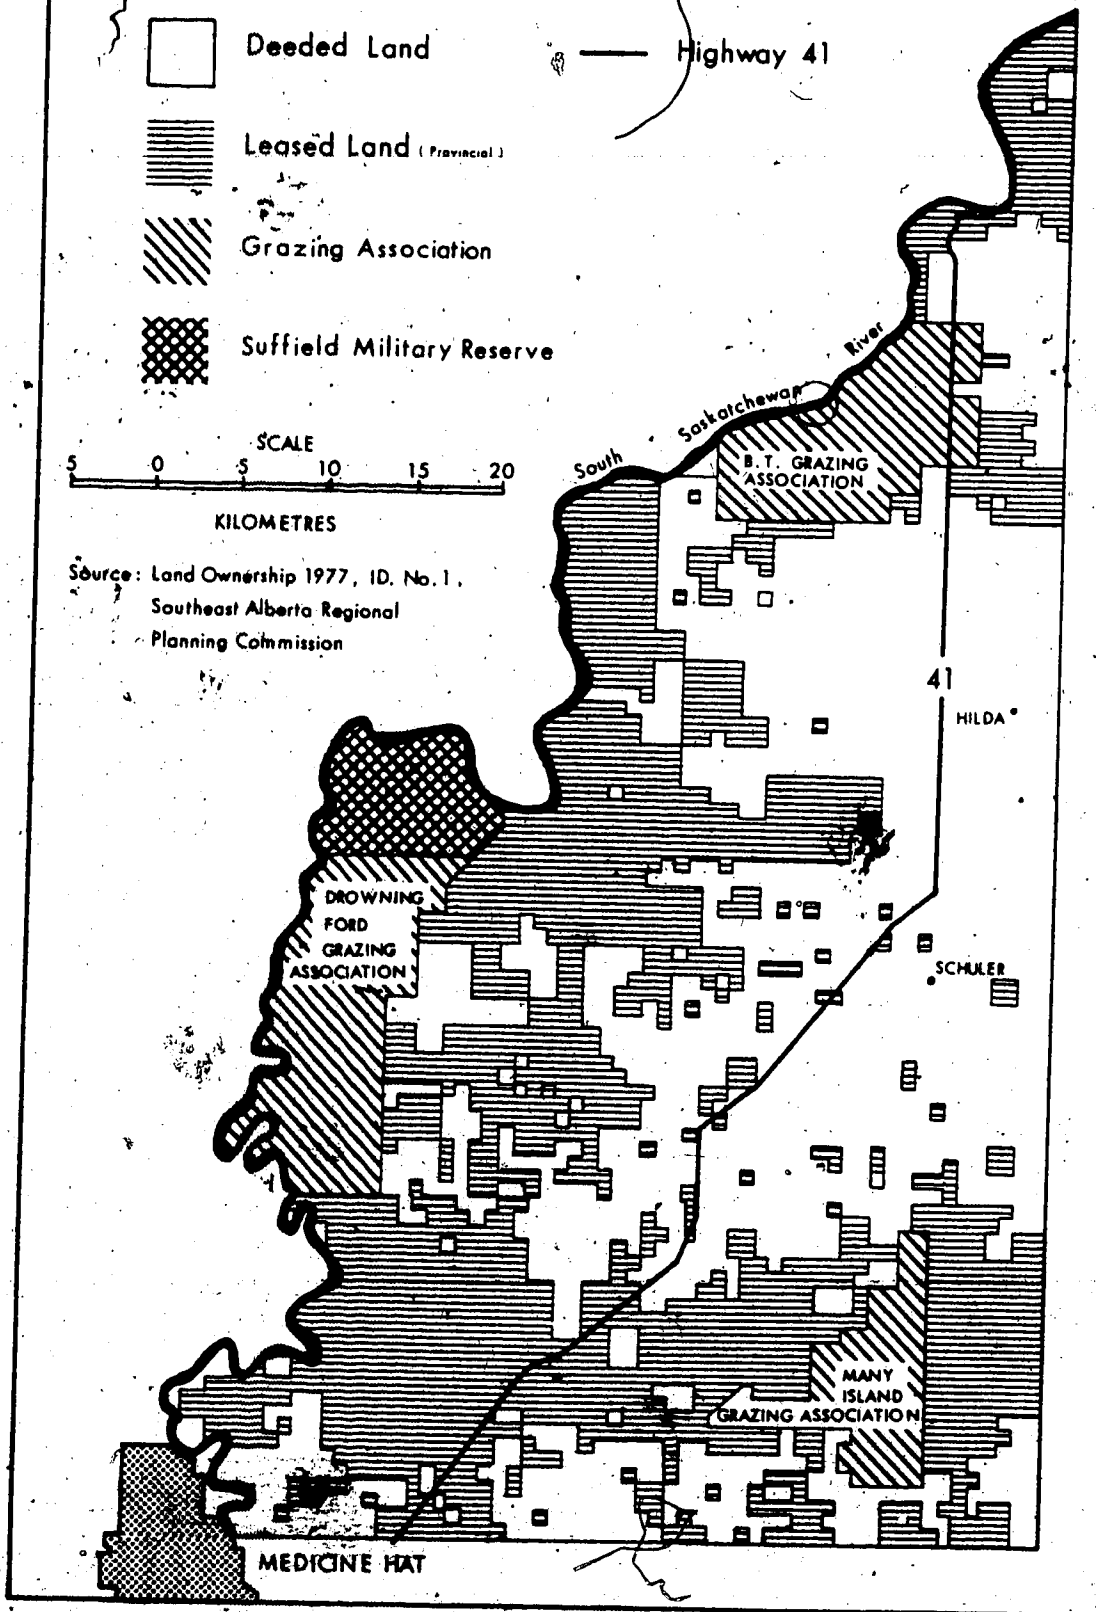 Deeded Land
Highway 41
Leased Land ( Provincial )
Grazing Association
Suffield Military Reserve
SCALE
5 0 5 10 15 20
KILOMETRES
Source: Land Ownership 1977, ID. No. 1,
Southeast Alberta Regional
Planning Commission
South Saskatchewan River
B. T. GRAZING
ASSOCIATION
41
HILDA
DROWNING
FORD
GRAZING
ASSOCIATION
SCHULER
MANY
ISLAND
GRAZING ASSOCIATION
MEDICINE HAT